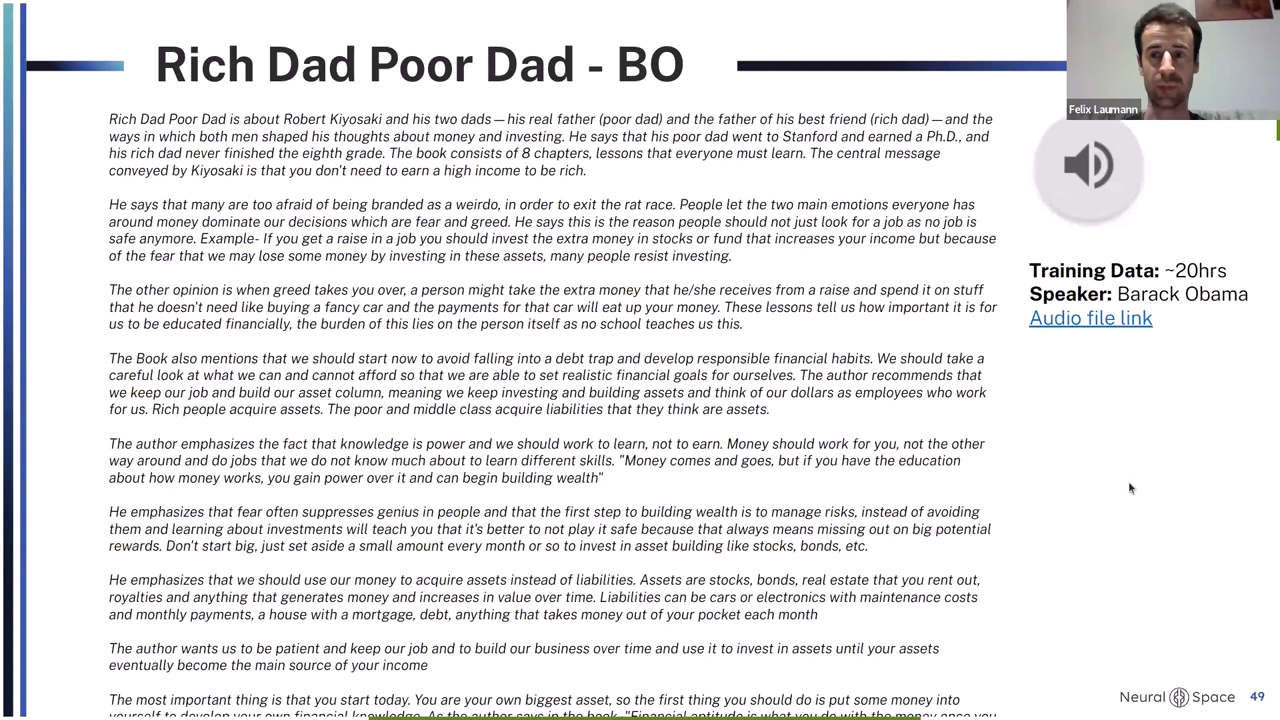 Rich Dad Poor Dad - BO
Felix Laumann
Rich Dad Poor Dad is about Robert Kiyosaki and his two dads — his real father (poor dad) and the father of his best friend (rich dad) — and the
ways in which both men shaped his thoughts about money and investing. He says that his poor dad went to Stanford and earned a Ph.D., and
his rich dad never finished the eighth grade. The book consists of 8 chapters, lessons that everyone must learn. The central message
conveyed by Kiyosaki is that you don't need to earn a high income to be rich.
He says that many are too afraid of being branded as a weirdo, in order to exit the rat race. People let the two main emotions everyone has
around money dominate our decisions which are fear and greed. He says this is the reason people should not just look for a job as no job is
safe anymore. Example- If you get a raise in a job you should invest the extra money in stocks or fund that increases your income but because
of the fear that we may lose some money by investing in these assets, many people resist investing.
The other opinion is when greed takes you over, a person might take the extra money that he/she receives from a raise and spend it on stuff
that he doesn't need like buying a fancy car and the payments for that car will eat up your money. These lessons tell us how important it is for
us to be educated financially, the burden of this lies on the person itself as no school teaches us this.
The Book also mentions that we should start now to avoid falling into a debt trap and develop responsible financial habits. We should take a
careful look at what we can and cannot afford so that we are able to set realistic financial goals for ourselves. The author recommends that
we keep our job and build our asset column, meaning we keep investing and building assets and think of our dollars as employees who work
for us. Rich people acquire assets. The poor and middle class acquire liabilities that they think are assets.
The author emphasizes the fact that knowledge is power and we should work to learn, not to earn. Money should work for you, not the other
way around and do jobs that we do not know much about to learn different skills. "Money comes and goes, but if you have the education
about how money works, you gain power over it and can begin building wealth"
He emphasizes that fear often suppresses genius in people and that the first step to building wealth is to manage risks, instead of avoiding
them and learning about investments will teach you that it's better to not play it safe because that always means missing out on big potential
rewards. Don't start big, just set aside a small amount every month or so to invest in asset building like stocks, bonds, etc.
He emphasizes that we should use our money to acquire assets instead of liabilities. Assets are stocks, bonds, real estate that you rent out,
royalties and anything that generates money and increases in value over time. Liabilities can be cars or electronics with maintenance costs
and monthly payments, a house with a mortgage, debt, anything that takes money out of your pocket each month
The author wants us to be patient and keep our job and to build our business over time and use it to invest in assets until your assets
eventually become the main source of your income
The most important thing is that you start today. You are your own biggest asset, so the first thing you should do is put some money into
yourself to develop your own financial knowledge. As the author says in the book, "Financial aptitude is what you do with the money once you
Training Data: ~20hrs
Speaker: Barack Obama
Audio file link
Neural Space
49